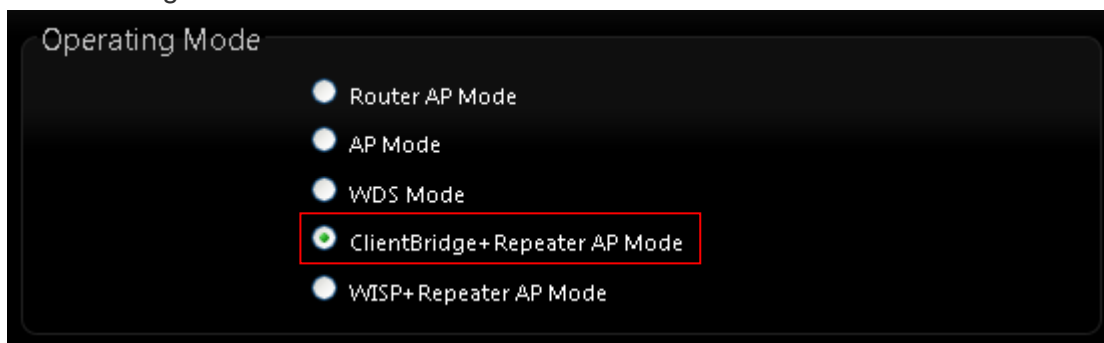 Operating Mode
Router AP Mode
AP Mode
WDS Mode
ClientBridge+Repeater AP Mode
WISP+Repeater AP Mode